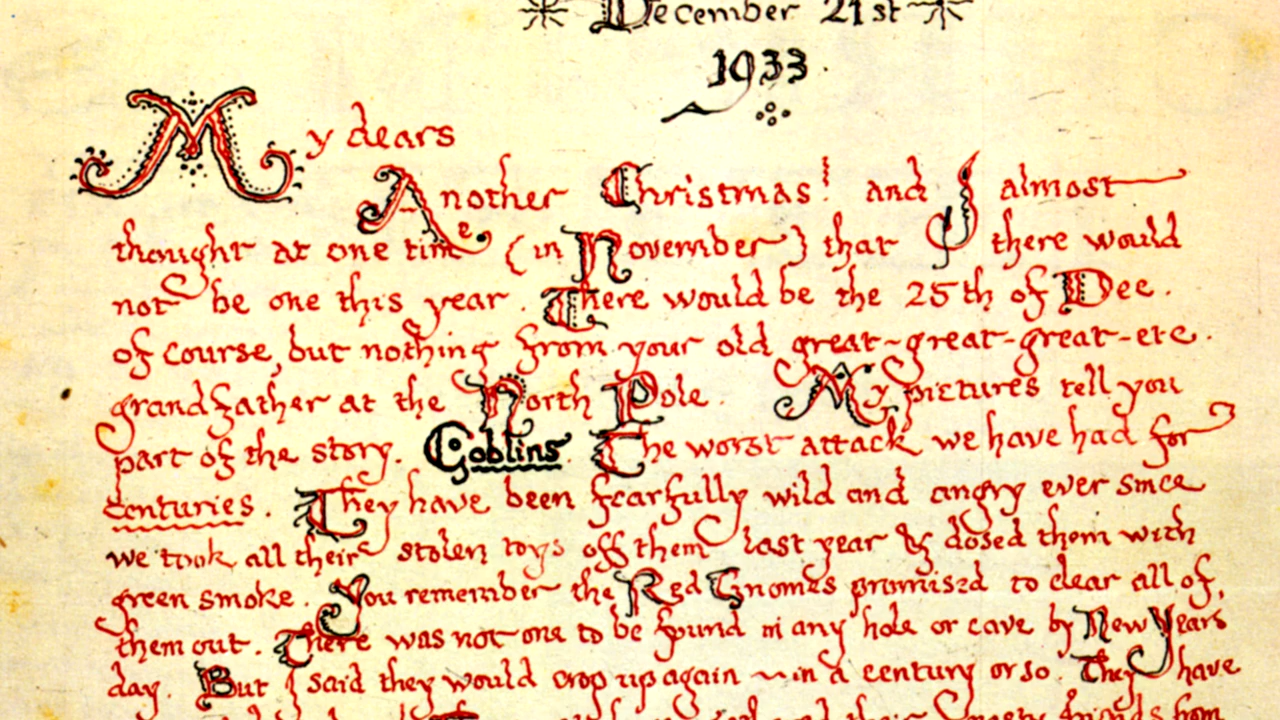 December 21st
1933
My dears
Another Christmas! and I almost
thought at one time (in November) that I there would
not be one this year. There would be the 25th of Dec.
of course, but nothing from your old great-great-great-etc.
grandfather at the North Pole. My pictures tell you
part of the story. Goblins. The worst attack we have had for
centuries. They have been fearfully wild and angry ever since
we took all their stolen toys off them last year & dosed them with
green smoke. You remember the Red Gnomes promised to clear all of
them out. There was not one to be found in any hole or cave by New Years
day. But I said they would crop up again ~ in a century or so. They have